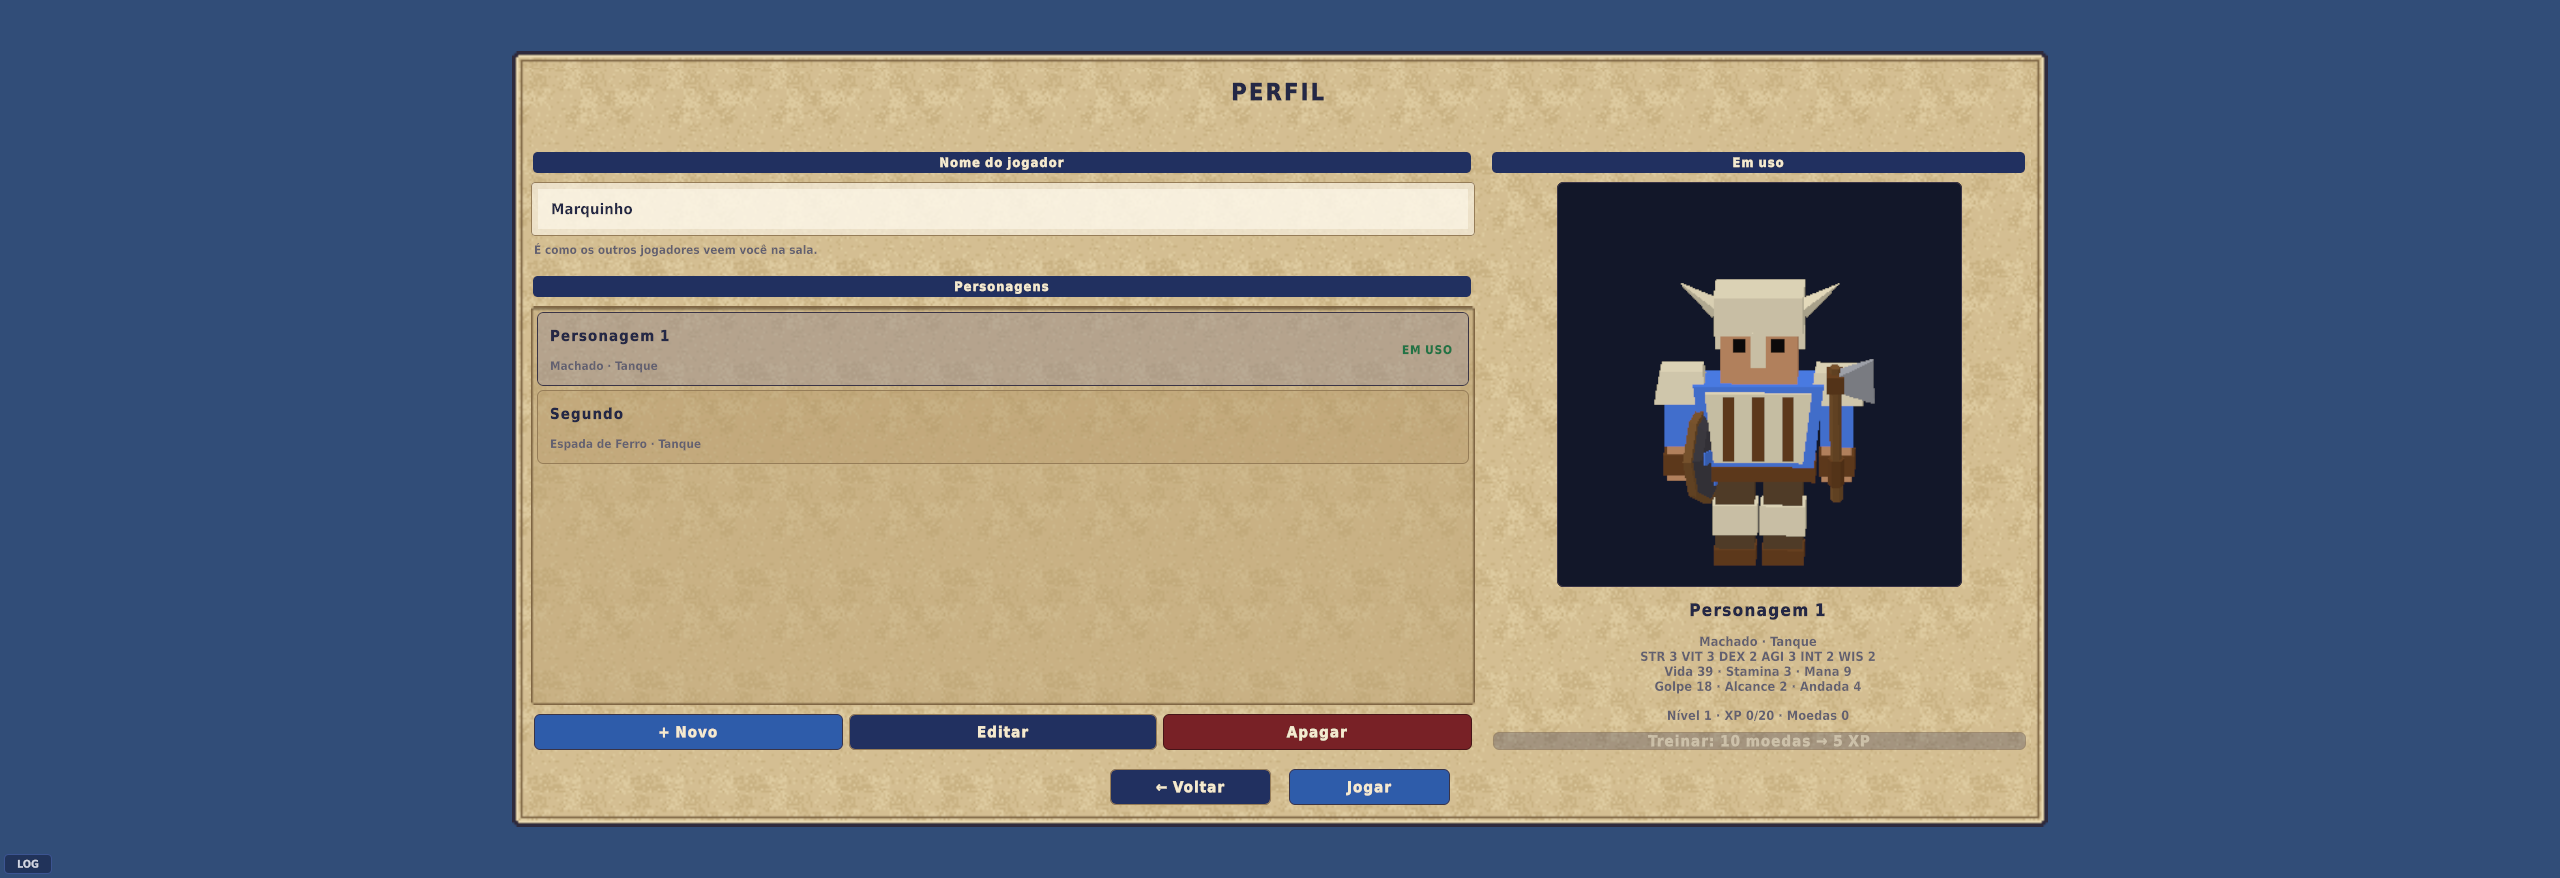 PERFIL
Nome do jogador
Marquinho
É como os outros jogadores veem você na sala.
Personagens
Personagem 1
Machado · Tanque
EM USO
Segundo
Espada de Ferro · Tanque
+ Novo
Editar
Apagar
Em uso
Personagem 1
Machado · Tanque
STR 3 VIT 3 DEX 2 AGI 3 INT 2 WIS 2
Vida 39 · Stamina 3 · Mana 9
Golpe 18 · Alcance 2 · Andada 4
Nível 1 · XP 0/20 · Moedas 0
Treinar: 10 moedas → 5 XP
← Voltar
Jogar
LOG